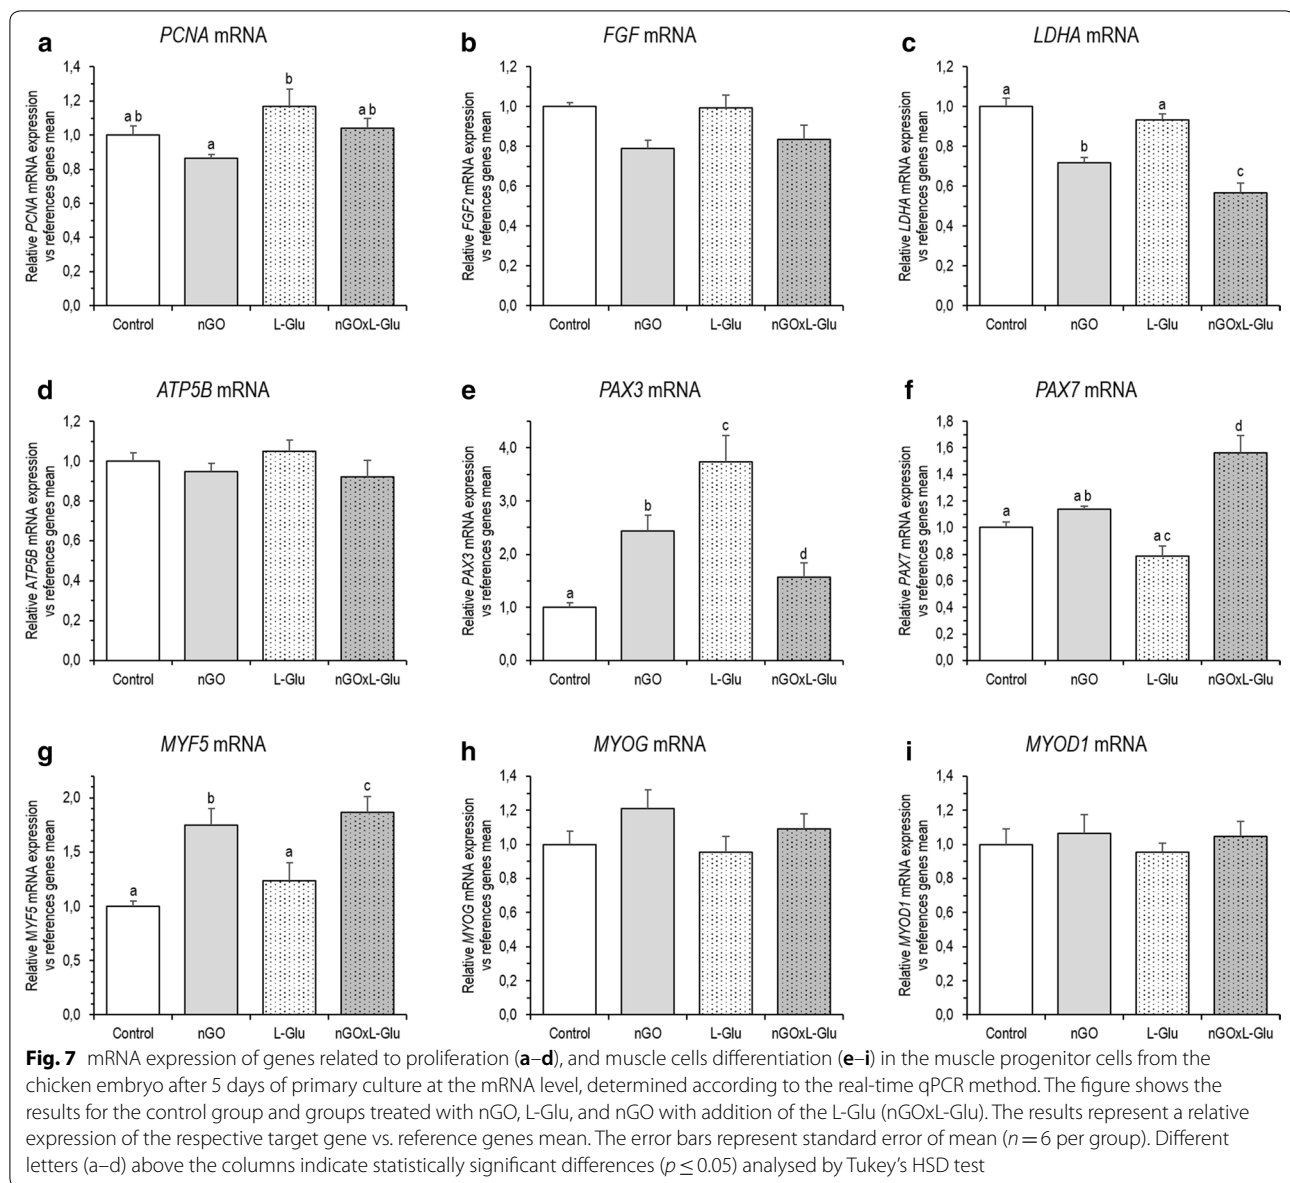 a PCNA mRNA
Relative PCNA mRNA expression
vs references genes mean
1,4
1,2
1,0
0,8
0,6
0,4
0,2
0,0
a b
a
b
a b
Control nGO L-Glu nGOxL-Glu
b FGF mRNA
Relative FGF2 mRNA expression
vs references genes mean
1,2
1,0
0,8
0,6
0,4
0,2
0,0
Control nGO L-Glu nGOxL-Glu
c LDHA mRNA
Relative LDHA mRNA expression
vs references genes mean
1,2
1,0
0,8
0,6
0,4
0,2
0,0
a
b
a
c
Control nGO L-Glu nGOxL-Glu
d ATP5B mRNA
Relative ATP5B mRNA expression
vs references genes mean
1,2
1,0
0,8
0,6
0,4
0,2
0,0
Control nGO L-Glu nGOxL-Glu
e PAX3 mRNA
Relative PAX3 mRNA expression
vs references genes mean
4,0
3,0
2,0
1,0
0,0
a
b
c
d
Control nGO L-Glu nGOxL-Glu
f PAX7 mRNA
Relative PAX7 mRNA expression
vs references genes mean
1,8
1,6
1,4
1,2
1,0
0,8
0,6
0,4
0,2
0,0
a
a b
a c
d
Control nGO L-Glu nGOxL-Glu
g MYF5 mRNA
Relative MYF5 mRNA expression
vs references genes mean
2,0
1,5
1,0
0,5
0,0
a
b
a
c
Control nGO L-Glu nGOxL-Glu
h MYOG mRNA
Relative MYOG mRNA expression
vs references genes mean
1,4
1,2
1,0
0,8
0,6
0,4
0,2
0,0
Control nGO L-Glu nGOxL-Glu
i MYOD1 mRNA
Relative MYOD1 mRNA expression
vs references genes mean
1,4
1,2
1,0
0,8
0,6
0,4
0,2
0,0
Control nGO L-Glu nGOxL-Glu
Fig. 7 mRNA expression of genes related to proliferation (a–d), and muscle cells differentiation (e–i) in the muscle progenitor cells from the
chicken embryo after 5 days of primary culture at the mRNA level, determined according to the real-time qPCR method. The figure shows the
results for the control group and groups treated with nGO, L-Glu, and nGO with addition of the L-Glu (nGOxL-Glu). The results represent a relative
expression of the respective target gene vs. reference genes mean. The error bars represent standard error of mean (n = 6 per group). Different
letters (a–d) above the columns indicate statistically significant differences (p ≤ 0.05) analysed by Tukey's HSD test